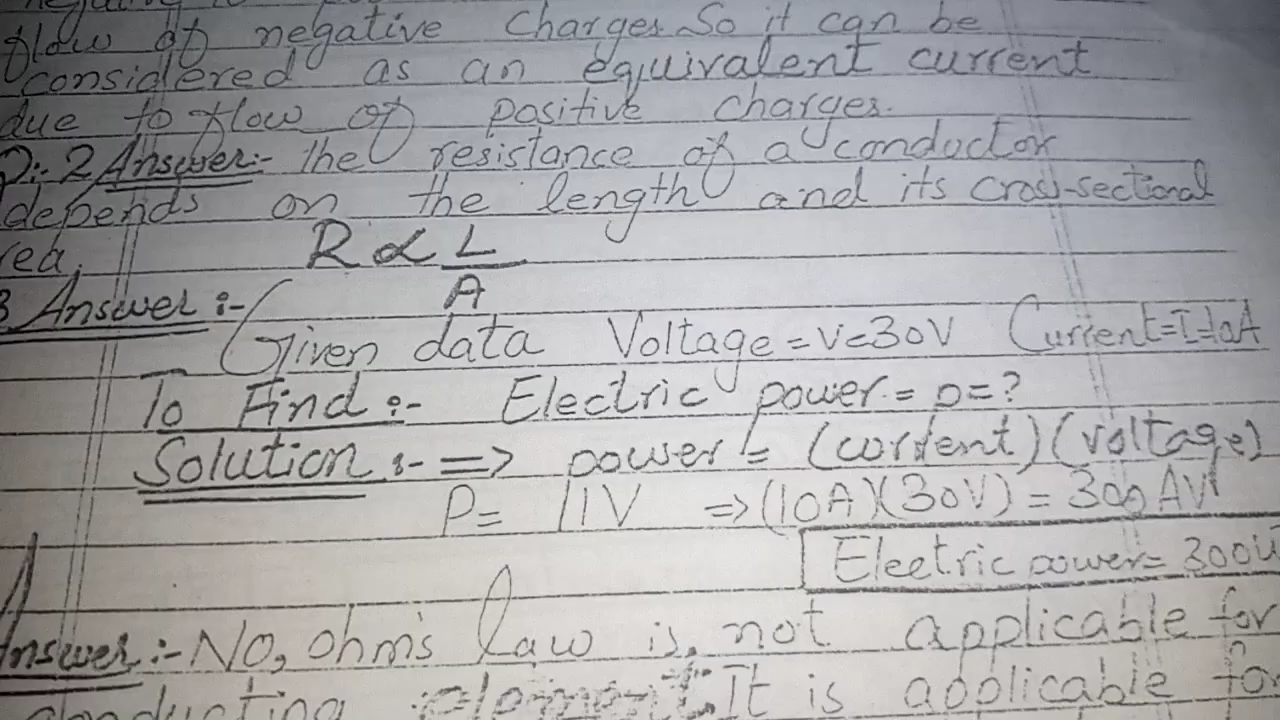 flow of negative charges. So it can be
considered as an equivalent current
due to flow of positive charges.
Q:- 2 Answer:- the resistance of a conductor
depends on the length and its cross-sectional
rea.
R ∝ L/A
3 Answer :-
Given data Voltage = V = 30V Current = I = 10A
To Find :- Electric power = p = ?
Solution :- => power = (current) (voltage)
P = IV => (10A)(30V) = 300 AV
Electric power = 300
Answer :- No, ohm's law is, not applicable for
conducting element. It is applicable for